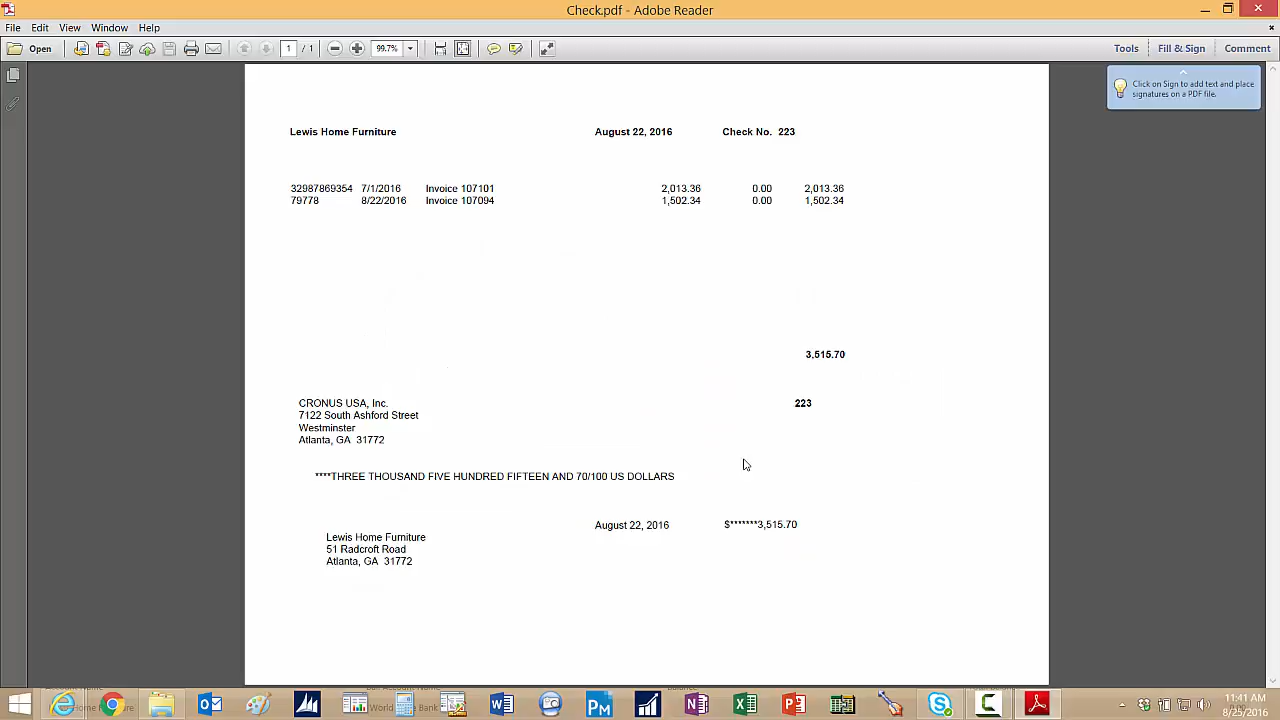 Check.pdf - Adobe Reader
File Edit View Window Help
Open 1 / 1 99.7% Tools Fill & Sign Comment
Click on Sign to add text and place
signatures on a PDF file.
Lewis Home Furniture August 22, 2016 Check No. 223
32987869354 7/1/2016 Invoice 107101 2,013.36 0.00 2,013.36
79778 8/22/2016 Invoice 107094 1,502.34 0.00 1,502.34
3,515.70
CRONUS USA, Inc. 223
7122 South Ashford Street
Westminster
Atlanta, GA 31772
****THREE THOUSAND FIVE HUNDRED FIFTEEN AND 70/100 US DOLLARS
August 22, 2016 $*******3,515.70
Lewis Home Furniture
51 Radcroft Road
Atlanta, GA 31772
11:41 AM
8/25/2016